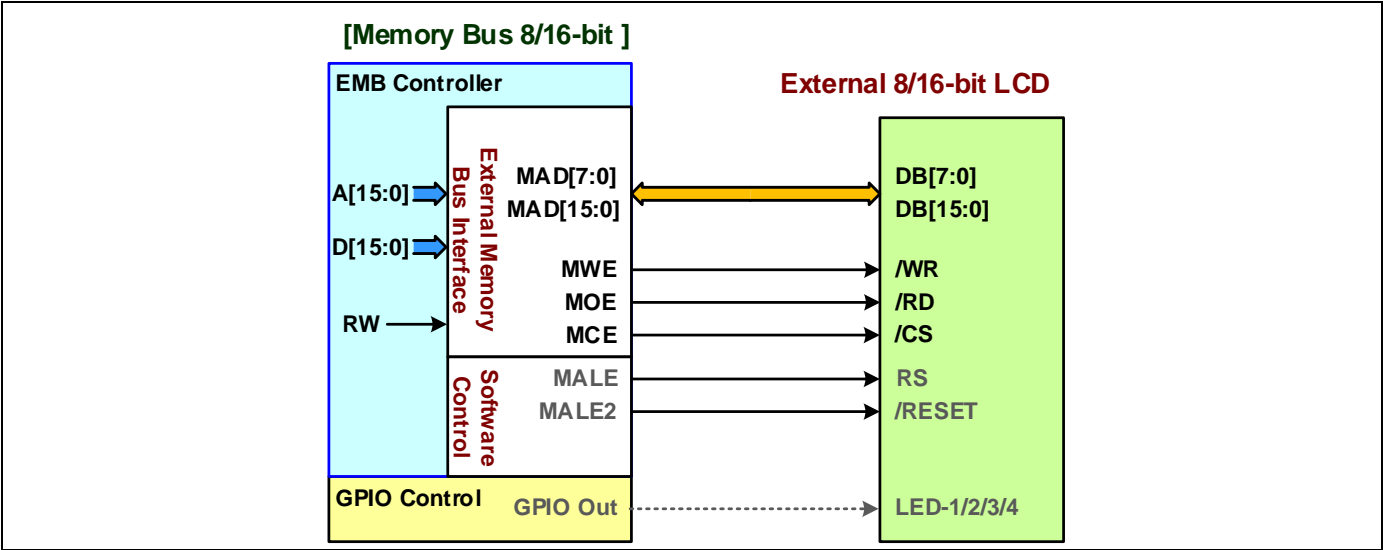 [Memory Bus 8/16-bit ]
EMB Controller
External 8/16-bit LCD
A[15:0]
D[15:0]
RW
External Memory
Bus Interface
MAD[7:0]
MAD[15:0]
MWE
MOE
MCE
DB[7:0]
DB[15:0]
/WR
/RD
/CS
Software
Control
MALE
MALE2
RS
/RESET
GPIO Control
GPIO Out
LED-1/2/3/4